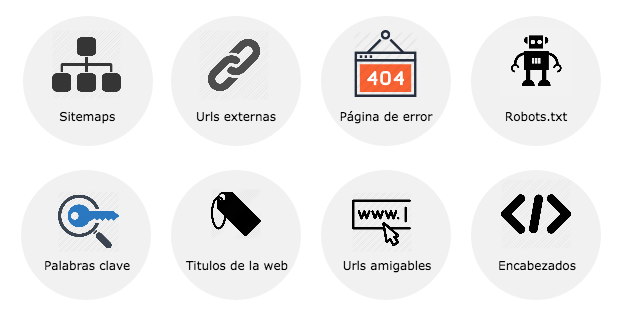 404
Sitemaps
Urls externas
Página de error
Robots.txt
www.
Palabras clave
Titulos de la web
Urls amigables
Encabezados